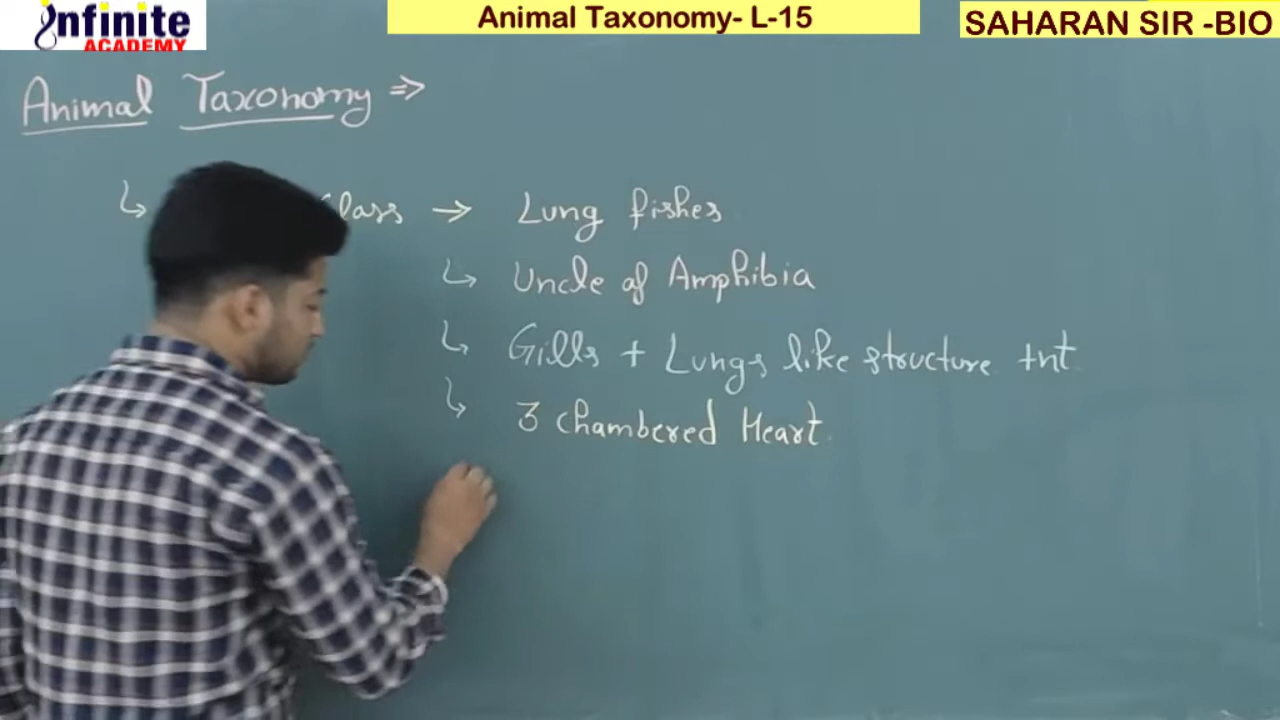 infinite
ACADEMY
Animal Taxonomy- L-15
SAHARAN SIR -BIO
Animal Taxonomy ⇒
↳ Class → Lung fishes
↳ Uncle of Amphibia
↳ Gills + Lungs like structure +nt
↳ 3 chambered Heart.